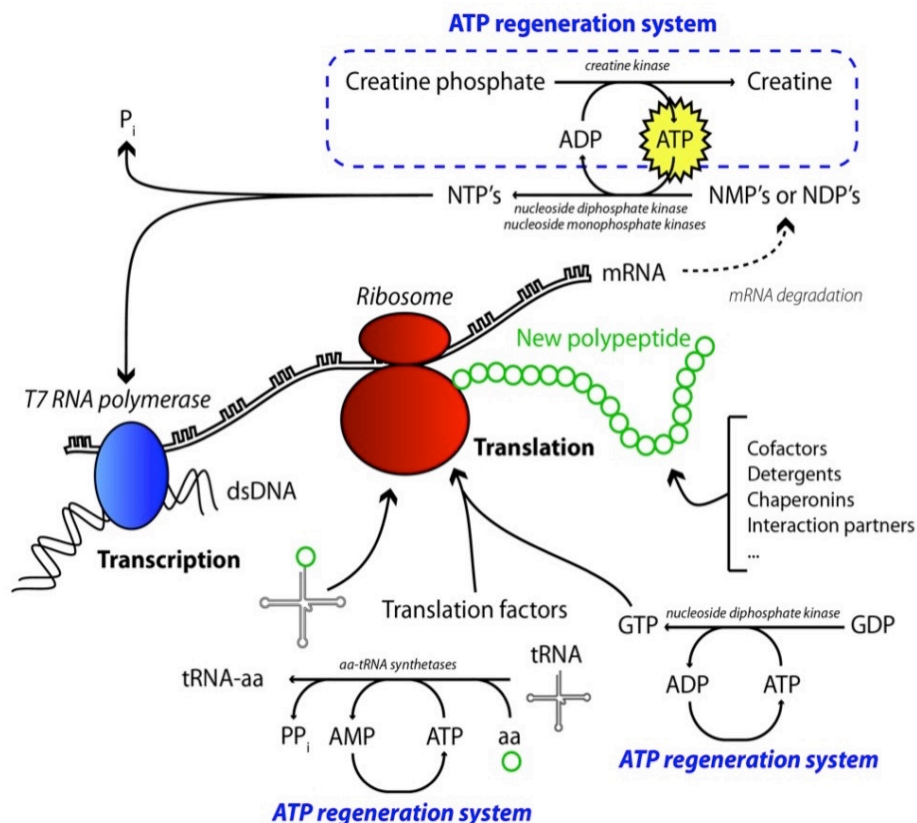 ATP regeneration system
creatine kinase
Creatine phosphate
Creatine
Pi
ADP
ATP
NTP's
NMP's or NDP's
nucleoside diphosphate kinase
nucleoside monophosphate kinases
mRNA
Ribosome
mRNA degradation
New polypeptide
T7 RNA polymerase
Translation
Cofactors
Detergents
Chaperonins
Interaction partners
...
dsDNA
Transcription
Translation factors
GTP
nucleoside diphosphate kinase
GDP
tRNA
aa-tRNA synthetases
tRNA-aa
ADP
ATP
PPi
AMP
ATP
aa
ATP regeneration system
ATP regeneration system